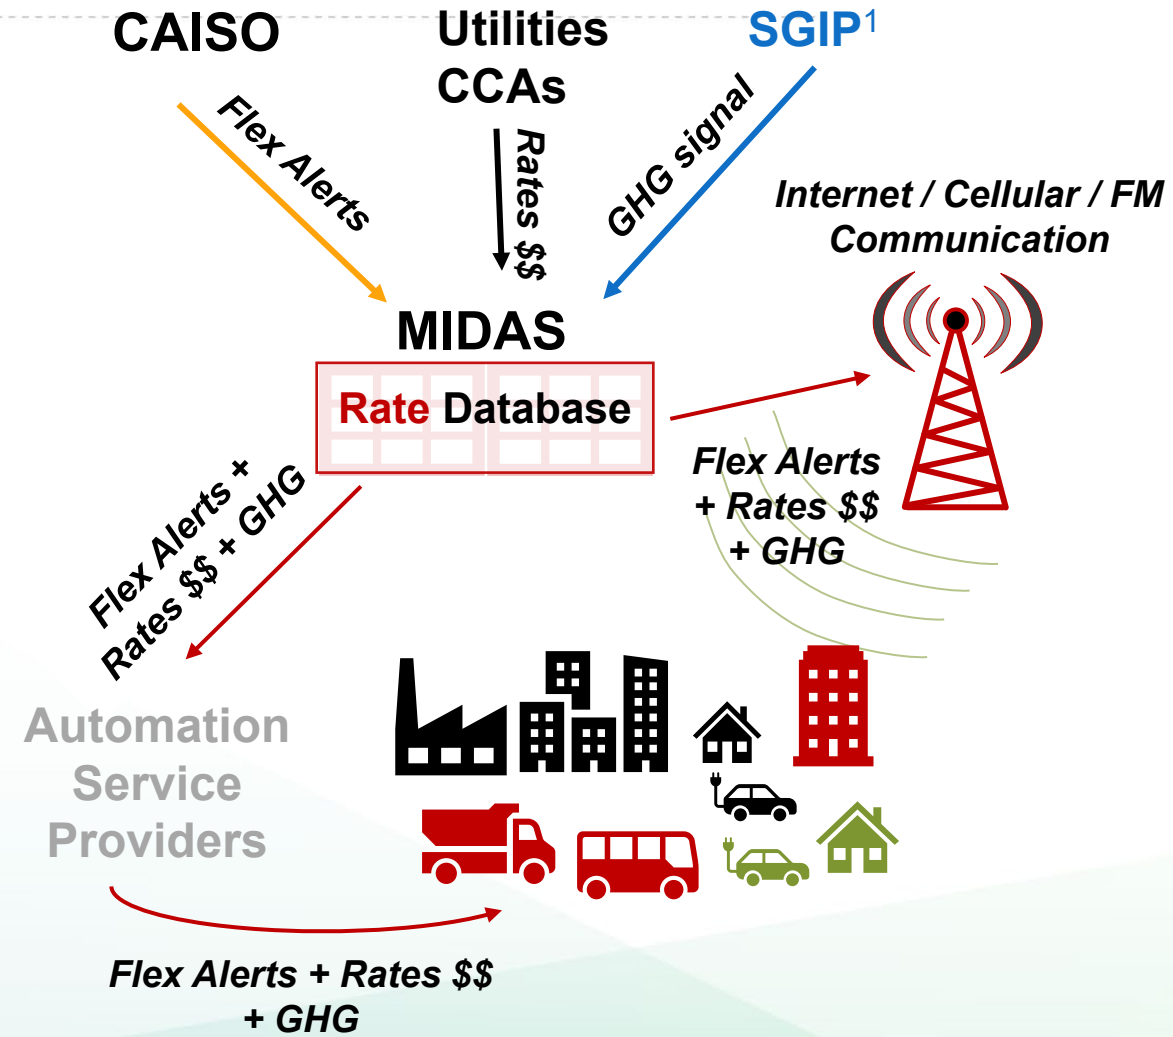 CAISO
Utilities
CCAs
SGIP¹
Flex Alerts
Rates $$
GHG signal
Internet / Cellular / FM
Communication
MIDAS
Rate Database
Flex Alerts +
Rates $$ + GHG
Flex Alerts
+ Rates $$
+ GHG
Automation
Service
Providers
Flex Alerts + Rates $$
+ GHG